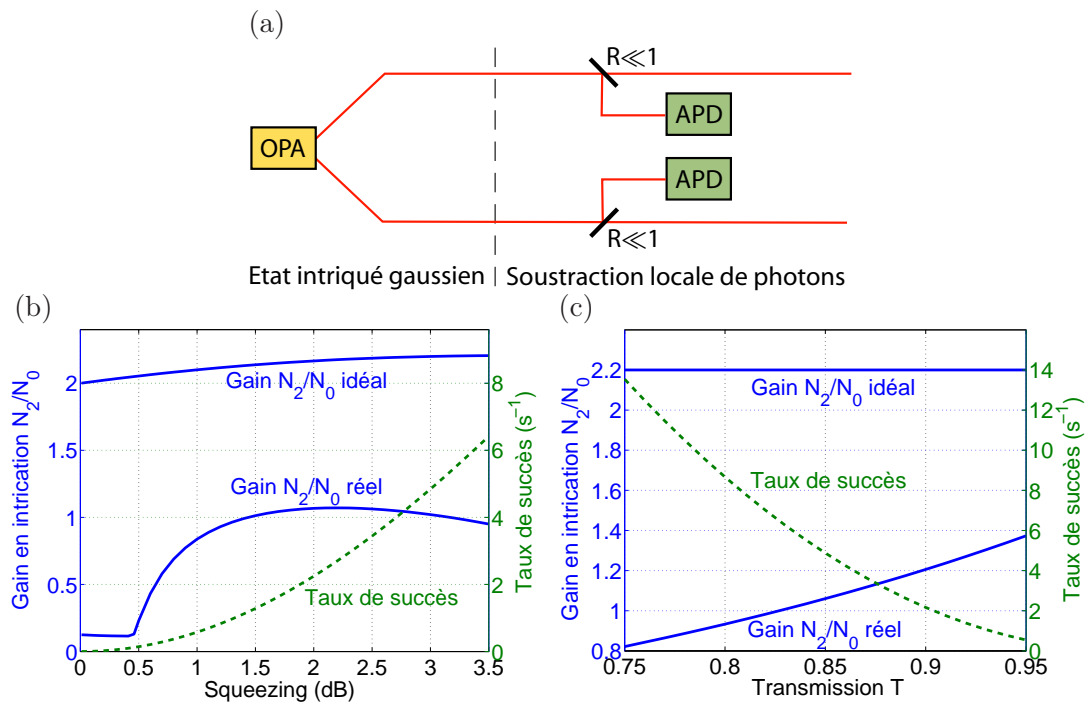 (a)
R≪1
APD
OPA
APD
R≪1
Etat intriqué gaussien
Soustraction locale de photons
(b)
Gain en intrication N2/N0
2
1.5
1
0.5
0
Gain N2/N0 idéal
Gain N2/N0 réel
Taux de succès
8
6
4
2
0
Taux de succès (s−1)
0 0.5 1 1.5 2 2.5 3 3.5
Squeezing (dB)
(c)
Gain en intrication N2/N0
2.2
2
1.8
1.6
1.4
1.2
1
0.8
Gain N2/N0 idéal
Taux de succès
Gain N2/N0 réel
14
12
10
8
6
4
2
0
Taux de succès (s−1)
0.75 0.8 0.85 0.9 0.95
Transmission T